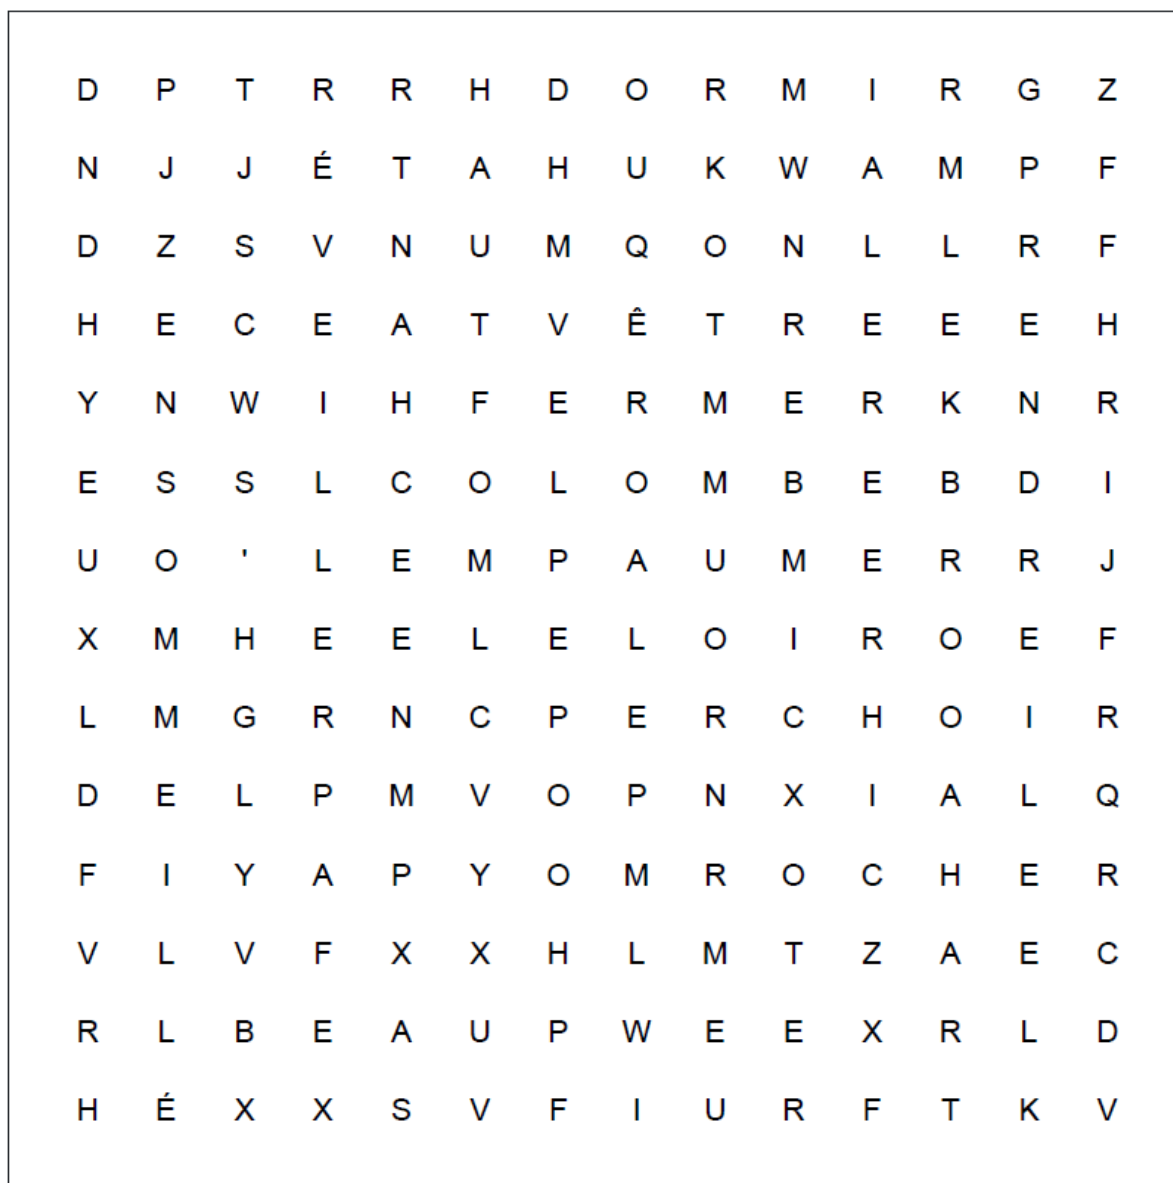 D P T R R H D O R M I R G Z
N J J É T A H U K W A M P F
D Z S V N U M Q O N L L R F
H E C E A T V Ê T R E E E H
Y N W I H F E R M E R K N R
E S S L C O L O M B E B D I
U O ' L E M P A U M E R R J
X M H E E L E L O I R O E F
L M G R N C P E R C H O I R
D E L P M V O P N X I A L Q
F I Y A P Y O M R O C H E R
V L V F X X H L M T Z A E C
R L B E A U P W E E X R L D
H É X X S V F I U R F T K V